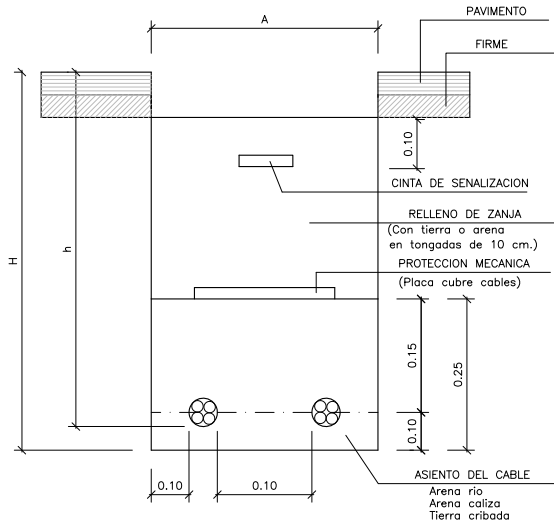 PAVIMENTO
A
FIRME
0.10
CINTA DE SENALIZACION
RELLENO DE ZANJA
(Con tierra o arena
en tongadas de 10 cm.)
H
h
PROTECCION MECANICA
(Placa cubre cables)
0.15
0.25
0.10
0.10
0.10
ASIENTO DEL CABLE
Arena rio
Arena caliza
Tierra cribada